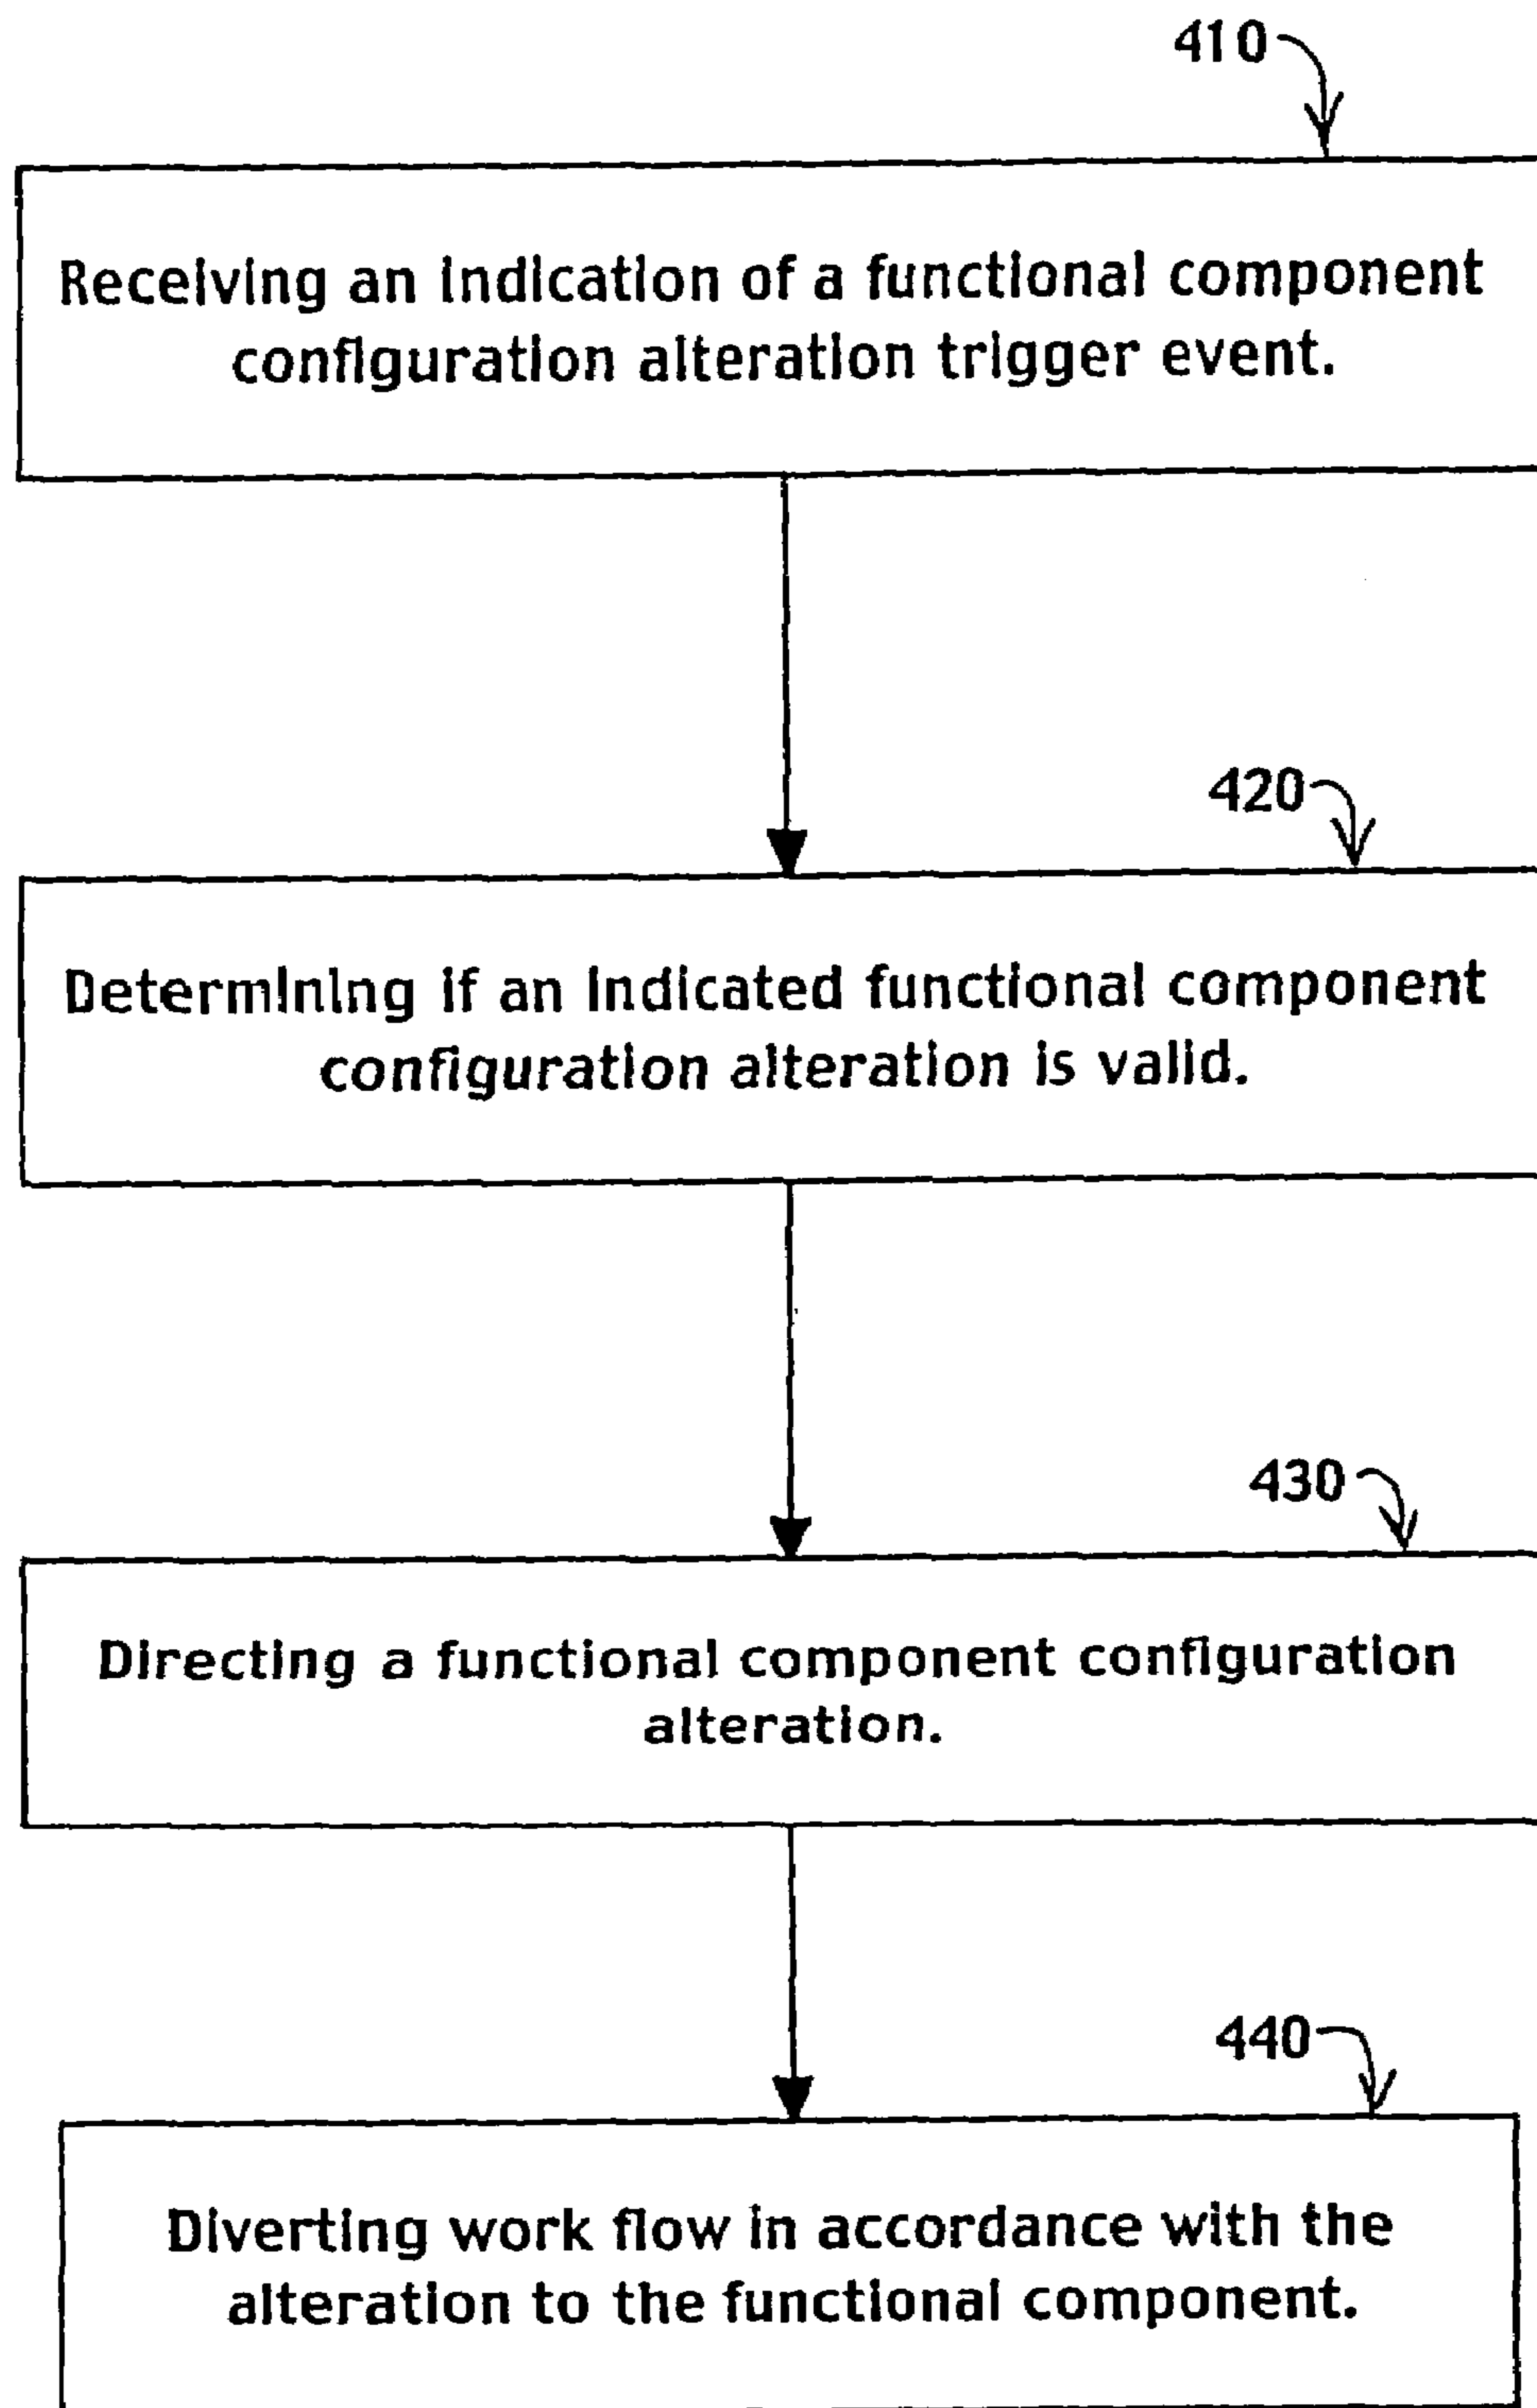 410
Receiving an indication of a functional component
configuration alteration trigger event.
420
Determining if an indicated functional component
configuration alteration is valid.
430
Directing a functional component configuration
alteration.
440
Diverting work flow in accordance with the
alteration to the functional component.